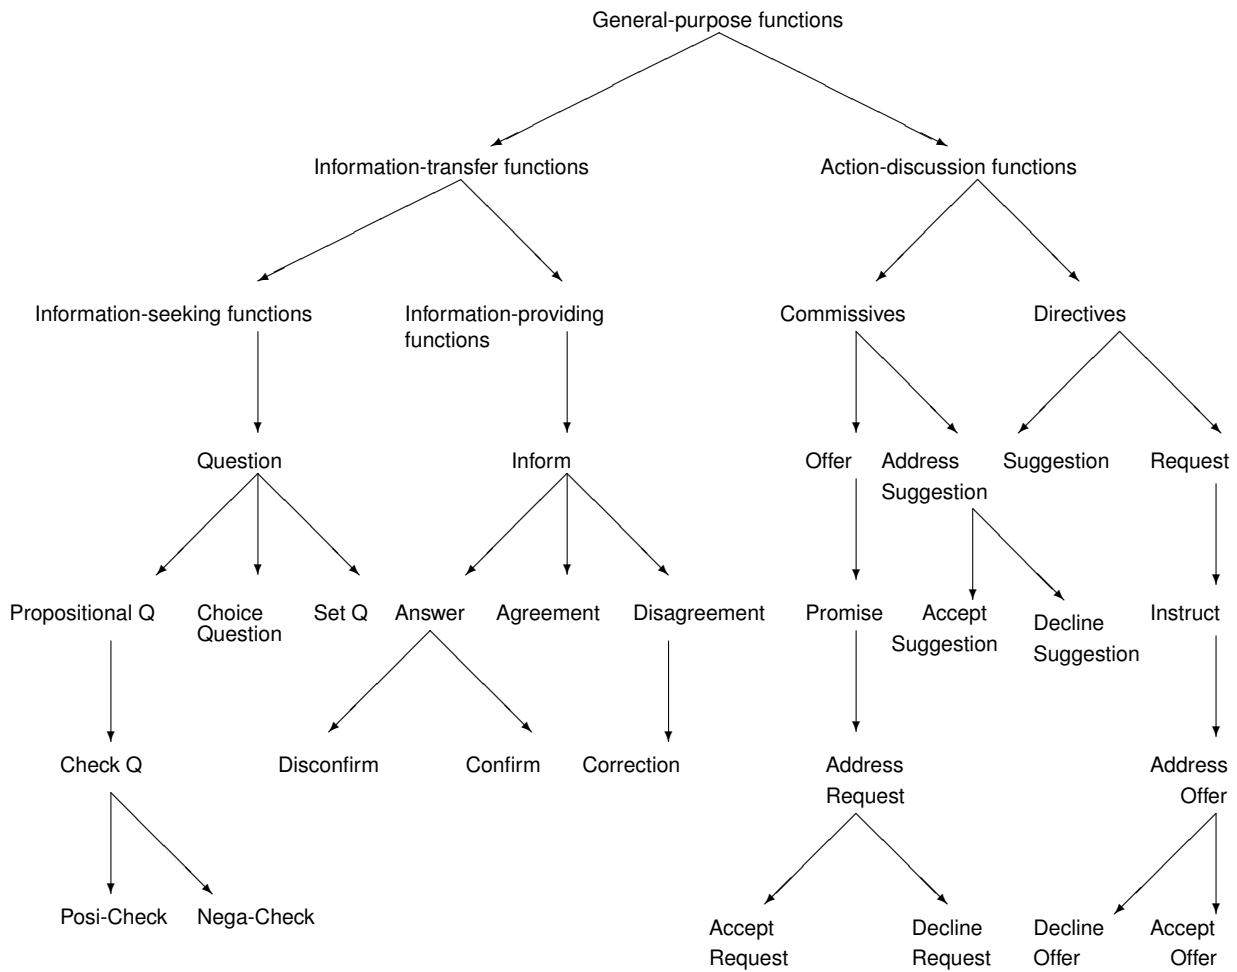 General-purpose functions
Information-transfer functions
Action-discussion functions
Information-seeking functions
Information-providing
functions
Commissives
Directives
Question
Inform
Offer
Address
Suggestion
Suggestion
Request
Propositional Q
Choice
Question
Set Q
Answer
Agreement
Disagreement
Promise
Accept
Suggestion
Decline
Suggestion
Instruct
Check Q
Disconfirm
Confirm
Correction
Address
Request
Address
Offer
Posi-Check
Nega-Check
Accept
Request
Decline
Request
Decline
Offer
Accept
Offer